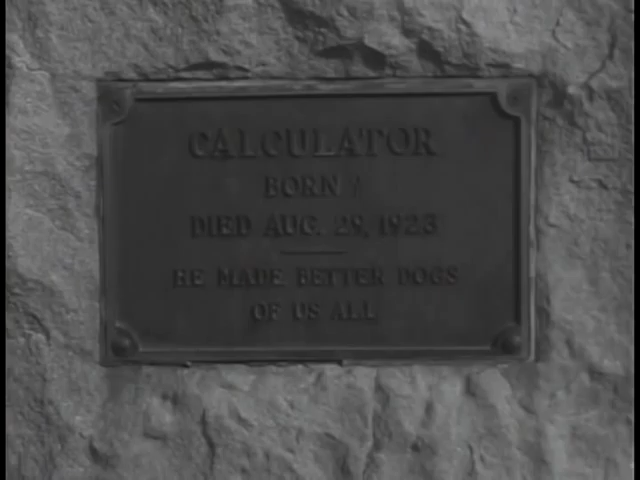 CALCULATOR
BORN ?
DIED AUG. 29, 1923
HE MADE BETTER DOGS
OF US ALL